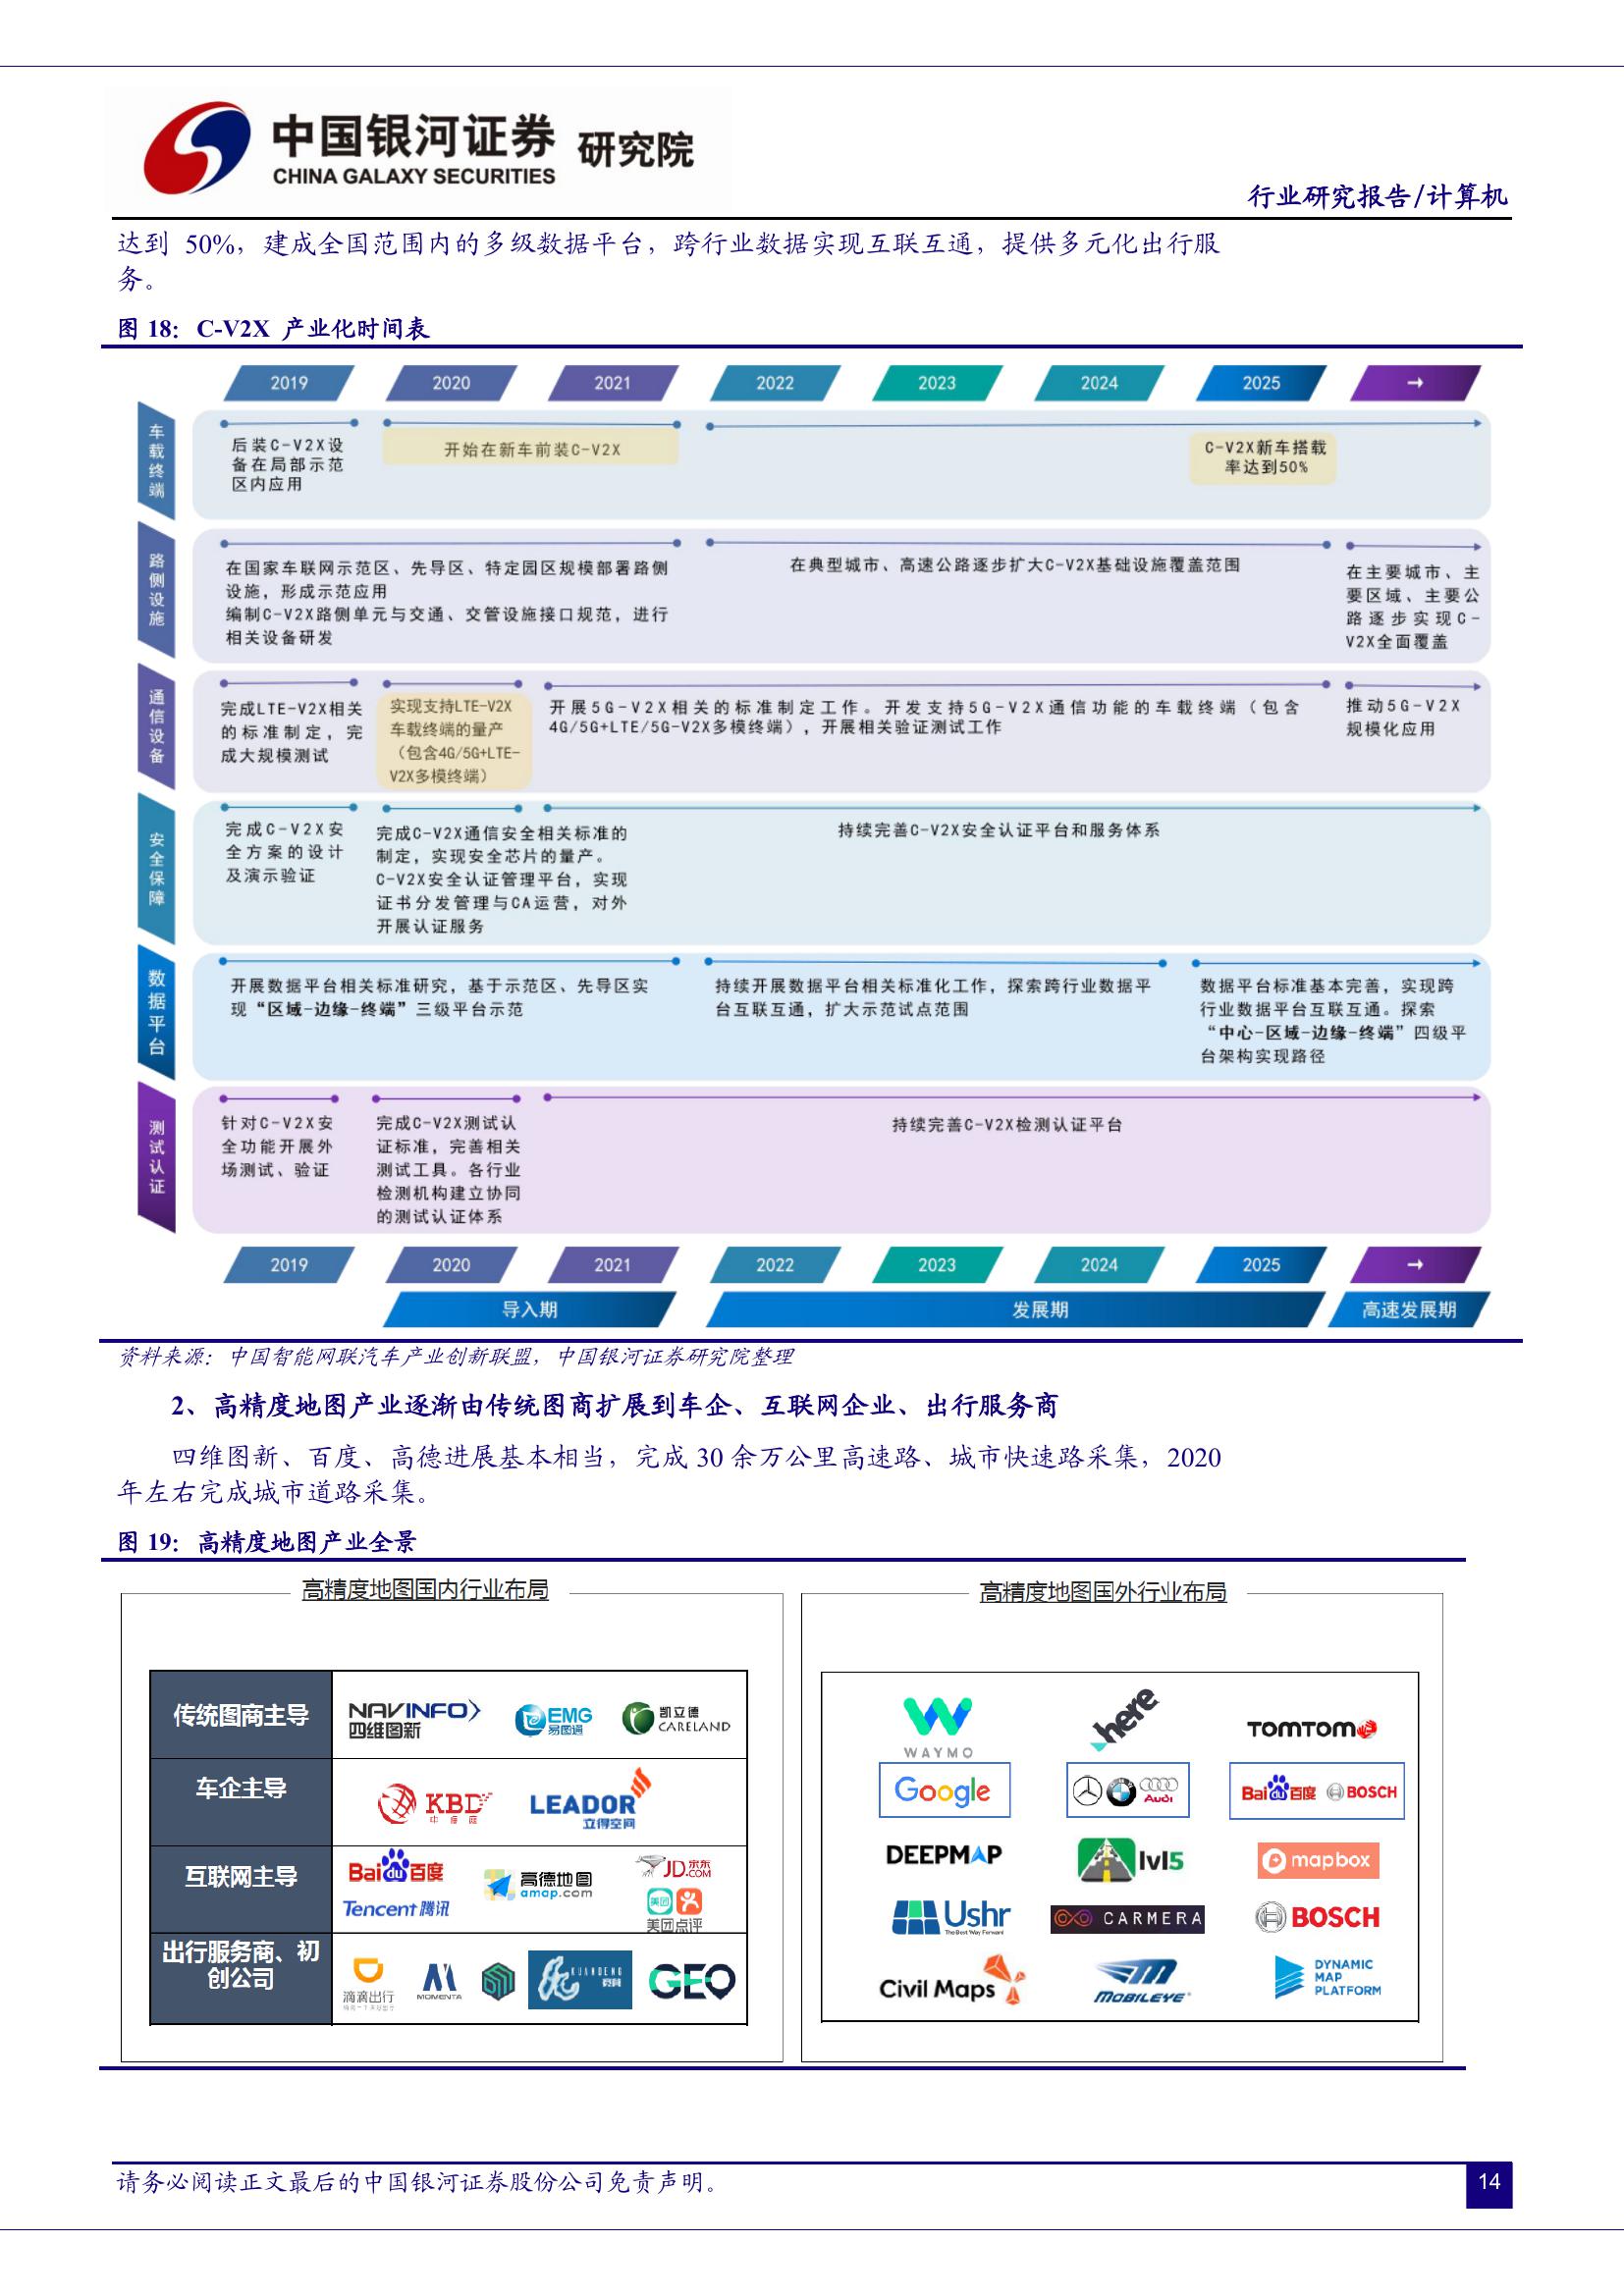 中国银河证券 研究院
CHINA GALAXY SECURITIES
行业研究报告/计算机
达到 50%，建成全国范围内的多级数据平台，跨行业数据实现互联互通，提供多元化出行服
务。
图 18：C-V2X 产业化时间表
2019 2020 2021 2022 2023 2024 2025 →
车载终端
后装C-V2X设
备在局部示范
区内应用
开始在新车前装C-V2X
C-V2X新车搭载
率达到50%
路侧设施
在国家车联网示范区、先导区、特定园区规模部署路侧
设施，形成示范应用
编制C-V2X路侧单元与交通、交管设施接口规范，进行
相关设备研发
在典型城市、高速公路逐步扩大C-V2X基础设施覆盖范围
在主要城市、主
要区域、主要公
路逐步实现C-
V2X全面覆盖
通信设备
完成LTE-V2X相关
的标准制定，完
成大规模测试
实现支持LTE-V2X
车载终端的量产
（包含4G/5G+LTE-
V2X多模终端）
开展5G-V2X相关的标准制定工作。开发支持5G-V2X通信功能的车载终端（包含
4G/5G+LTE/5G-V2X多模终端），开展相关验证测试工作
推动5G-V2X
规模化应用
安全保障
完成C-V2X安
全方案的设计
及演示验证
完成C-V2X通信安全相关标准的
制定，实现安全芯片的量产。
C-V2X安全认证管理平台，实现
证书分发管理与CA运营，对外
开展认证服务
持续完善C-V2X安全认证平台和服务体系
数据平台
开展数据平台相关标准研究，基于示范区、先导区实
现“区域-边缘-终端”三级平台示范
持续开展数据平台相关标准化工作，探索跨行业数据平
台互联互通，扩大示范试点范围
数据平台标准基本完善，实现跨
行业数据平台互联互通。探索
“中心-区域-边缘-终端”四级平
台架构实现路径
测试认证
针对C-V2X安
全功能开展外
场测试、验证
完成C-V2X测试认
证标准，完善相关
测试工具。各行业
检测机构建立协同
的测试认证体系
持续完善C-V2X检测认证平台
2019 2020 2021 2022 2023 2024 2025 →
导入期 发展期 高速发展期
资料来源：中国智能网联汽车产业创新联盟，中国银河证券研究院整理
2、高精度地图产业逐渐由传统图商扩展到车企、互联网企业、出行服务商
四维图新、百度、高德进展基本相当，完成 30 余万公里高速路、城市快速路采集，2020
年左右完成城市道路采集。
图 19：高精度地图产业全景
高精度地图国内行业布局
传统图商主导
NAVINFO
四维图新
EMG
易图通
凯立德
CARELAND
车企主导
KBD
LEADOR
立得空间
互联网主导
Bai du 百度
高德地图
amap.com
京东
JD.COM
Tencent 腾讯
美团
美团点评
出行服务商、初
创公司
滴滴出行
MOMENTA
KUANDENG
宽凳
GEO
高精度地图国外行业布局
WAYMO
here
TOMTOM
Google
Audi
Bai du 百度 BOSCH
DEEPMAP
lvl5
mapbox
Ushr
The Best Way Forward
CARMERA
BOSCH
Civil Maps
MOBILEYE
DYNAMIC
MAP
PLATFORM
请务必阅读正文最后的中国银河证券股份公司免责声明。
14